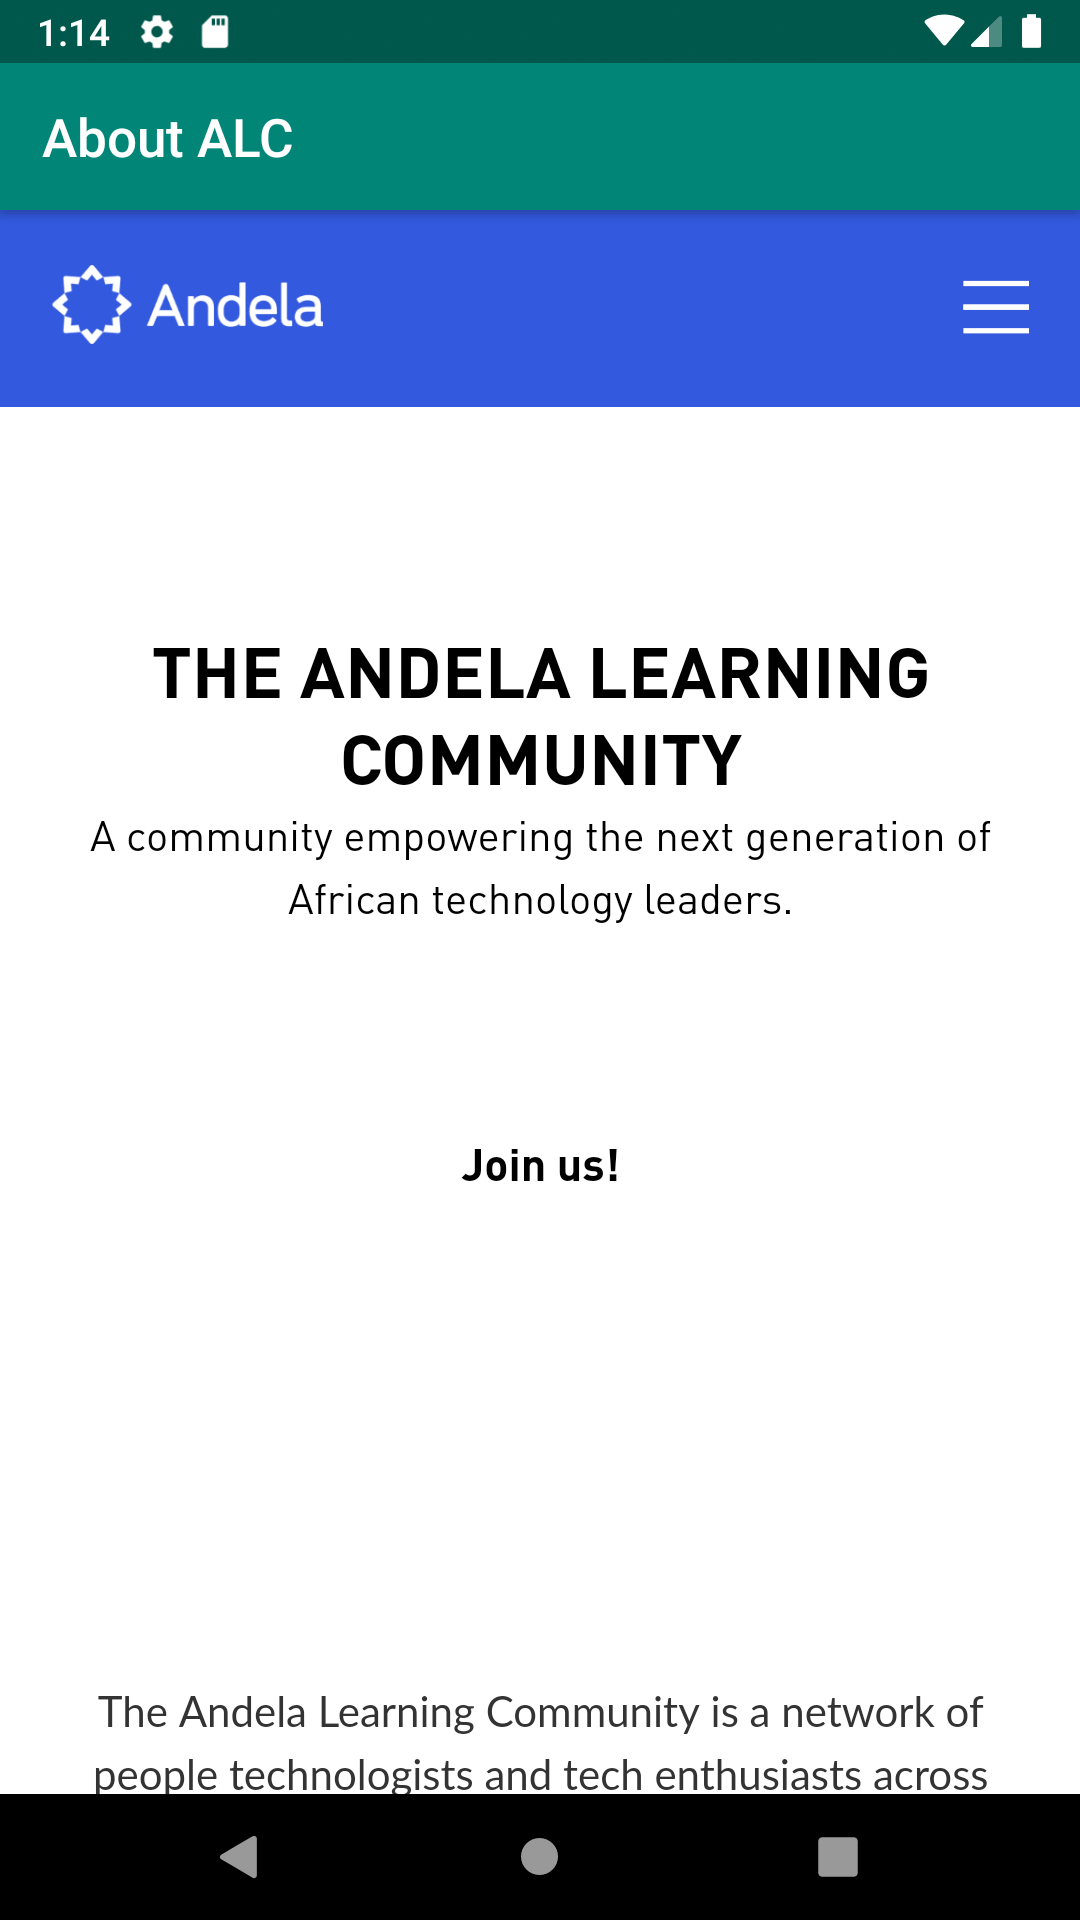 1:14
About ALC
Andela
THE ANDELA LEARNING
COMMUNITY
A community empowering the next generation of
African technology leaders.
Join us!
The Andela Learning Community is a network of
people technologists and tech enthusiasts across